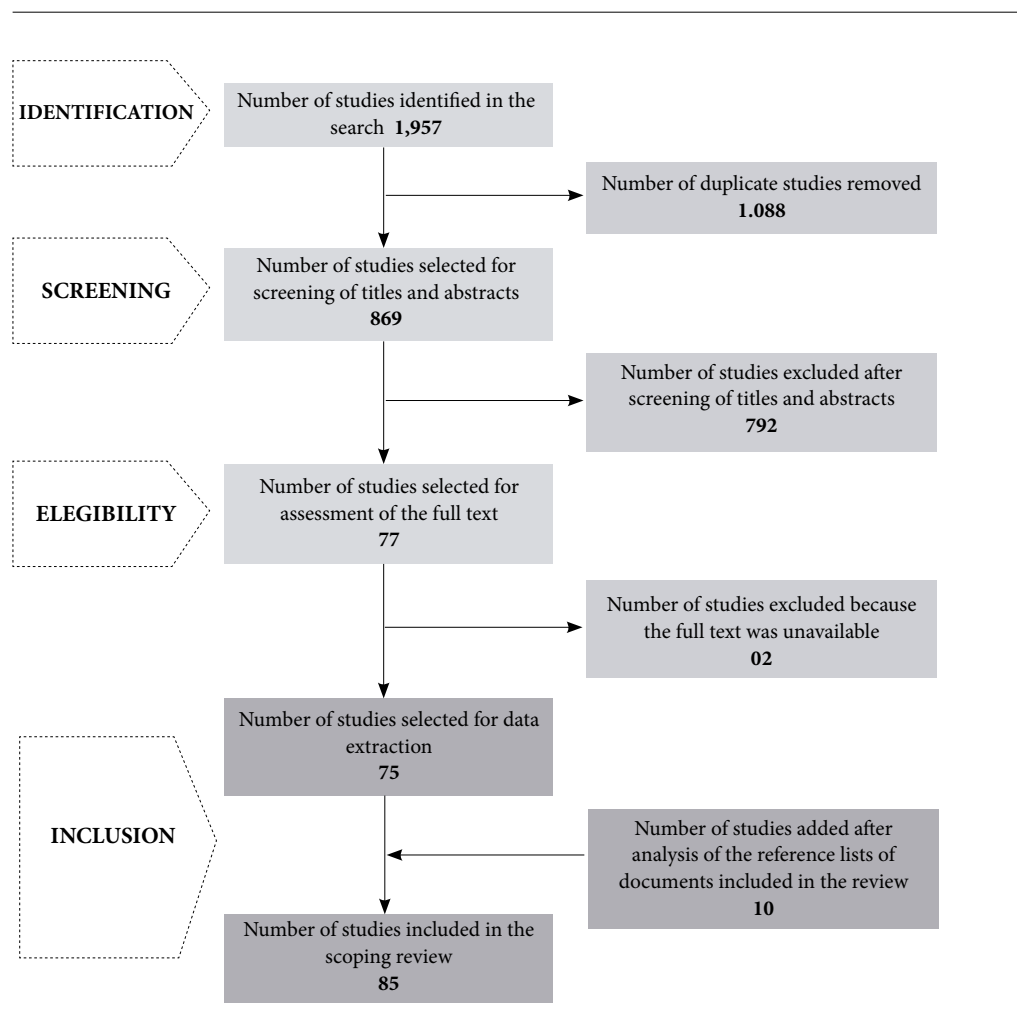 IDENTIFICATION
Number of studies identified in the
search 1,957
Number of duplicate studies removed
1.088
SCREENING
Number of studies selected for
screening of titles and abstracts
869
Number of studies excluded after
screening of titles and abstracts
792
ELEGIBILITY
Number of studies selected for
assessment of the full text
77
Number of studies excluded because
the full text was unavailable
02
Number of studies selected for data
extraction
75
INCLUSION
Number of studies added after
analysis of the reference lists of
documents included in the review
10
Number of studies included in the
scoping review
85